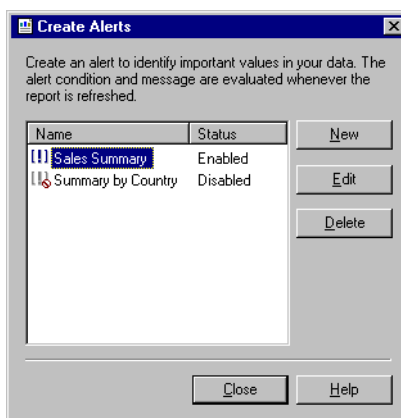 Create Alerts
Create an alert to identify important values in your data. The
alert condition and message are evaluated whenever the
report is refreshed.
Name Status
Sales Summary Enabled
Summary by Country Disabled
New
Edit
Delete
Close Help